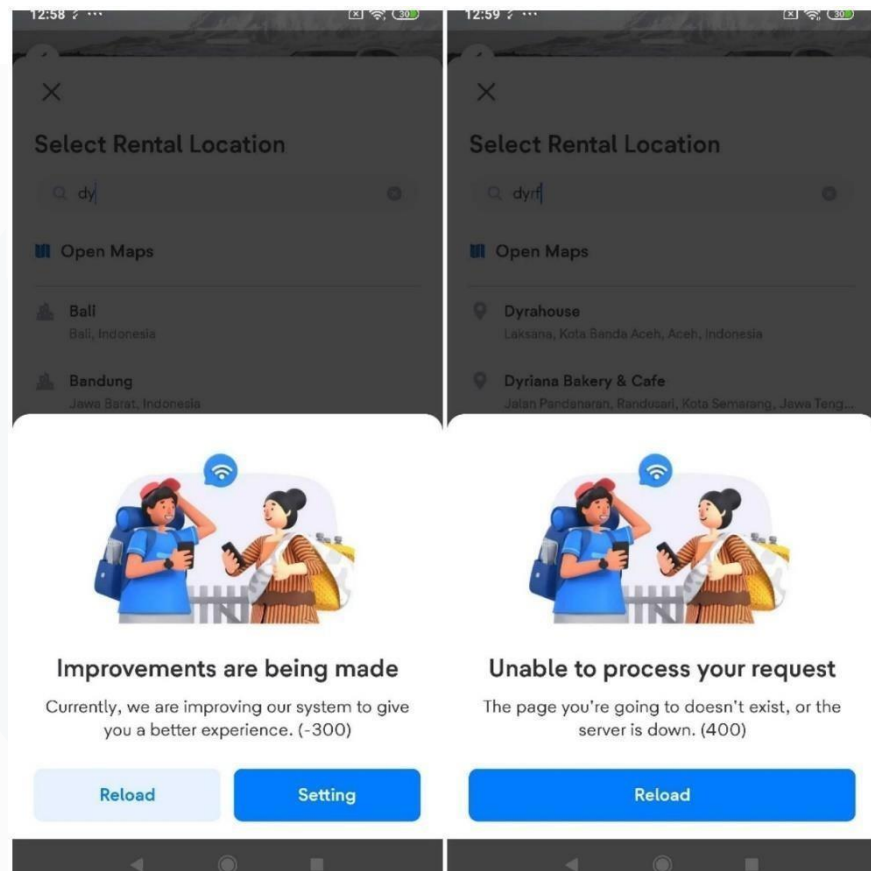 12:58
Select Rental Location
dy
Open Maps
Bali
Bali, Indonesia
Bandung
Jawa Barat, Indonesia
Improvements are being made
Currently, we are improving our system to give
you a better experience. (-300)
Reload
Setting
12:59
30
Select Rental Location
dyrf
Open Maps
Dyrahouse
Laksana, Kota Banda Aceh, Aceh, Indonesia
Dyriana Bakery & Cafe
Jalan Pandanaran, Randusari, Kota Semarang, Jawa Teng...
Unable to process your request
The page you're going to doesn't exist, or the
server is down. (400)
Reload